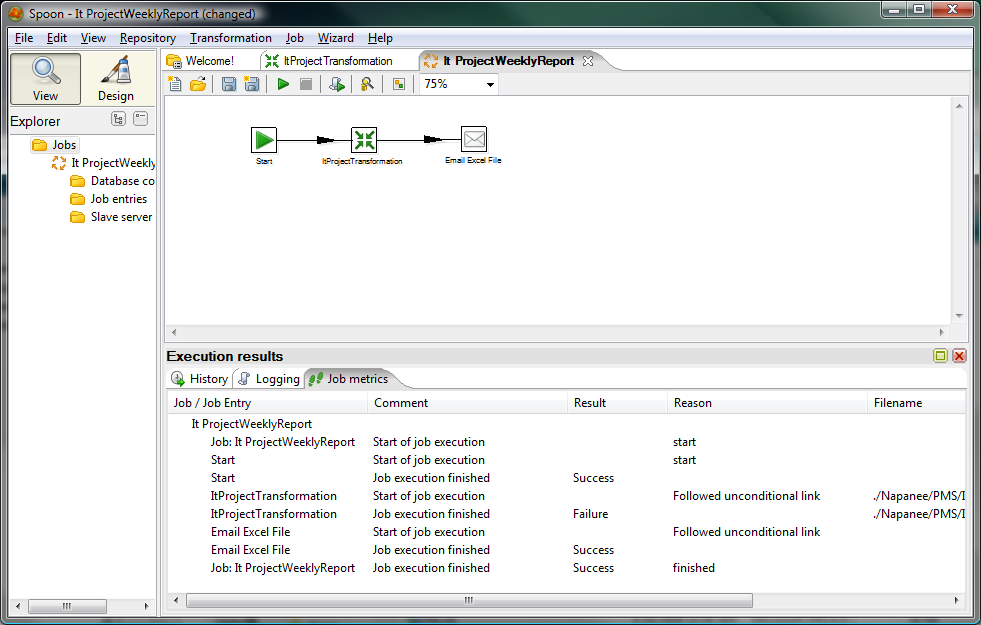 Spoon - It ProjectWeeklyReport (changed)
File Edit View Repository Transformation Job Wizard Help
View Design
Welcome! ItProjectTransformation It ProjectWeeklyReport
75%
Explorer
Jobs
It ProjectWeekly
Database co
Job entries
Slave server
Start ItProjectTransformation Email Excel File
Execution results
History Logging Job metrics
Job / Job Entry Comment Result Reason Filename
It ProjectWeeklyReport
Job: It ProjectWeeklyReport Start of job execution start
Start Start of job execution start
Start Job execution finished Success
ItProjectTransformation Start of job execution Followed unconditional link ./Napanee/PMS/I
ItProjectTransformation Job execution finished Failure ./Napanee/PMS/I
Email Excel File Start of job execution Followed unconditional link
Email Excel File Job execution finished Success
Job: It ProjectWeeklyReport Job execution finished Success finished